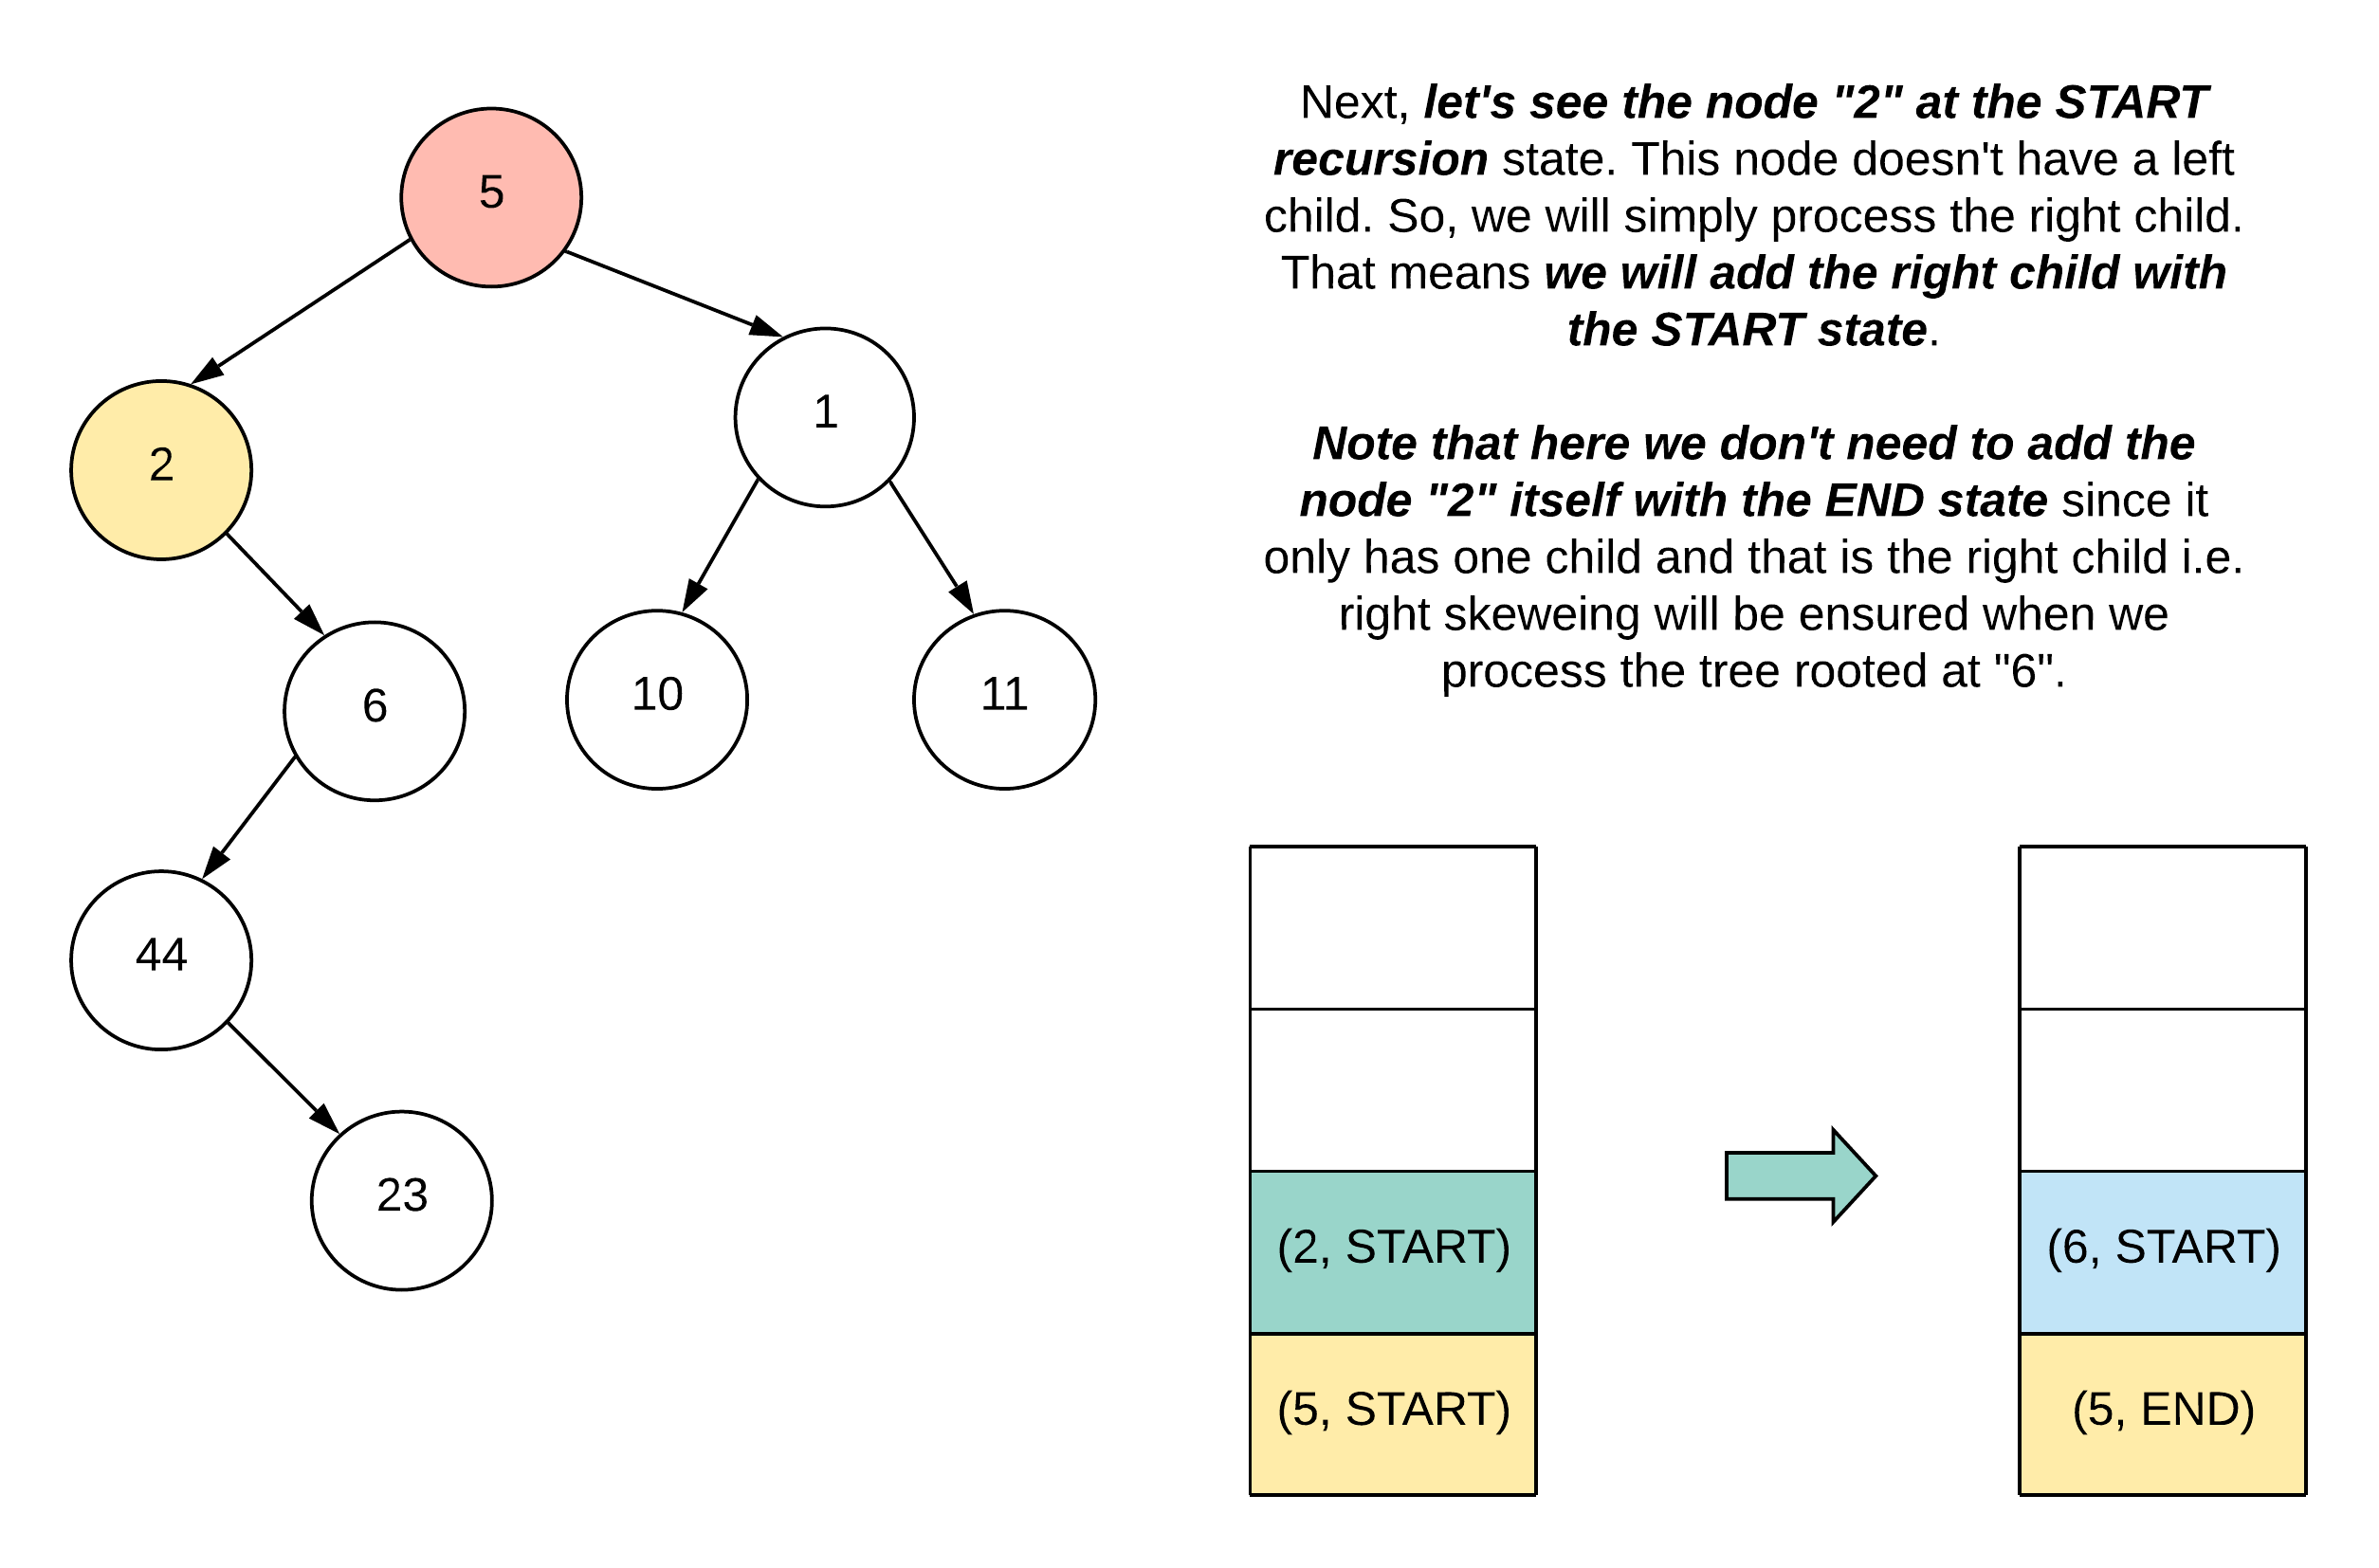 5
2
1
6
10
11
44
23
Next, let's see the node "2" at the START
recursion state. This node doesn't have a left
child. So, we will simply process the right child.
That means we will add the right child with
the START state.
Note that here we don't need to add the
node "2" itself with the END state since it
only has one child and that is the right child i.e.
right skeweing will be ensured when we
process the tree rooted at "6".
(2, START)
(5, START)
(6, START)
(5, END)